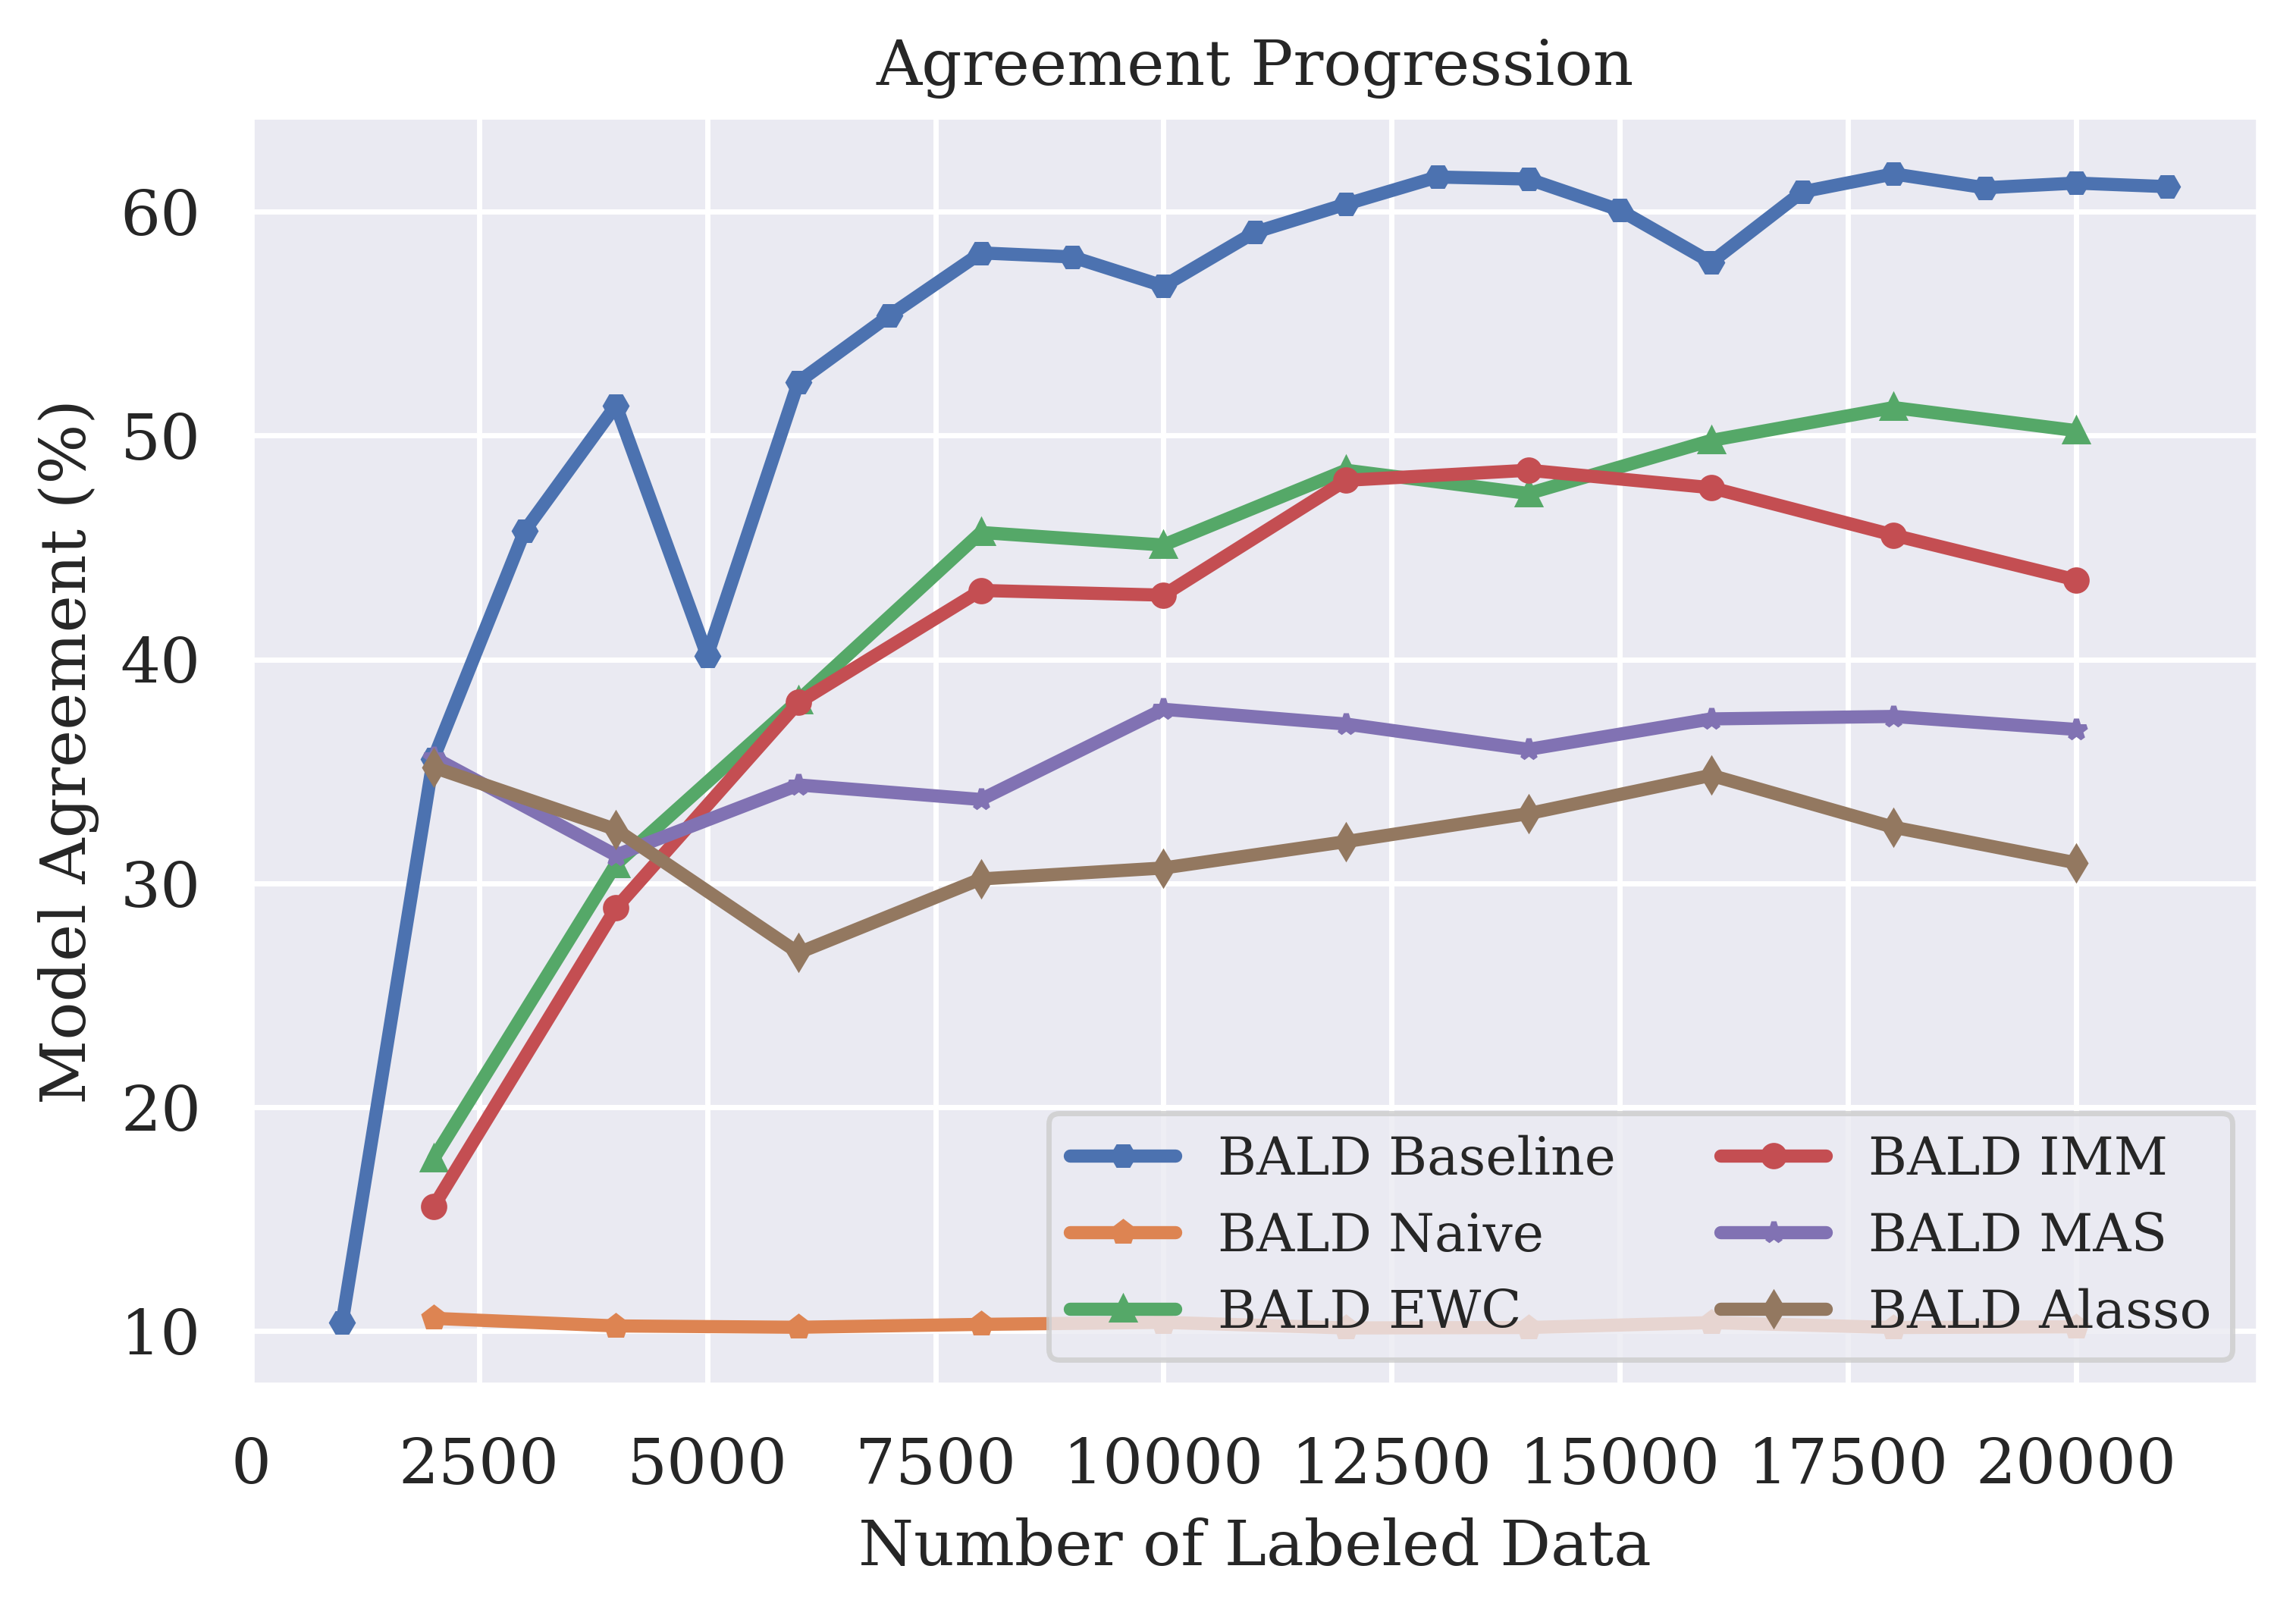 Agreement Progression
Model Agreement (%)
60
50
40
30
20
10
BALD Baseline
BALD Naive
BALD EWC
BALD IMM
BALD MAS
BALD Alasso
0 2500 5000 7500 10000 12500 15000 17500 20000
Number of Labeled Data